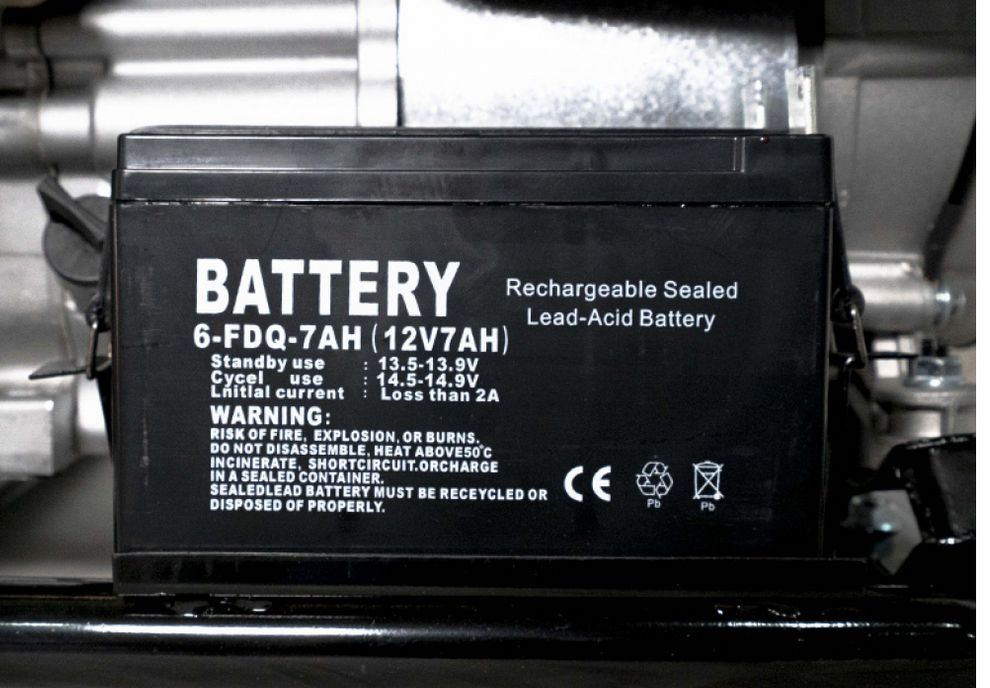 BATTERY
Rechargeable Sealed
Lead-Acid Battery
6-FDQ-7AH (12V7AH)
Standby use : 13.5-13.9V
Cycel use : 14.5-14.9V
Lnitial current : Loss than 2A
WARNING:
RISK OF FIRE, EXPLOSION, OR BURNS.
DO NOT DISASSEMBLE, HEAT ABOVE50°C
INCINERATE, SHORTCIRCUIT.ORCHARGE
IN A SEALED CONTAINER.
SEALEDLEAD BATTERY MUST BE RECEYCLED OR
DISPOSED OF PROPERLY.
CE
Pb
Pb